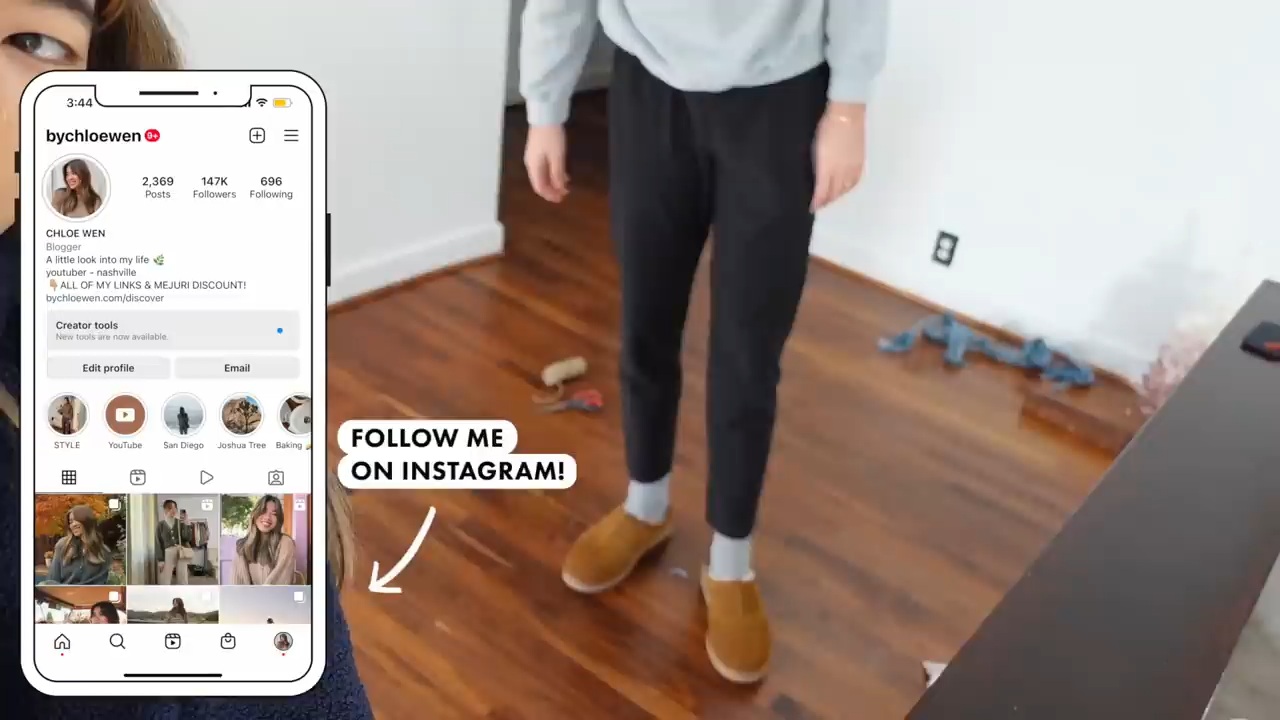 3:44
bychloewen 9+
2,369 147K 696
Posts Followers Following
CHLOE WEN
Blogger
A little look into my life 🌿
youtuber - nashville
👇🏼ALL OF MY LINKS & MEJURI DISCOUNT!
bychloewen.com/discover
Creator tools
New tools are now available.
Edit profile Email
STYLE YouTube San Diego Joshua Tree Baking
FOLLOW ME
ON INSTAGRAM!